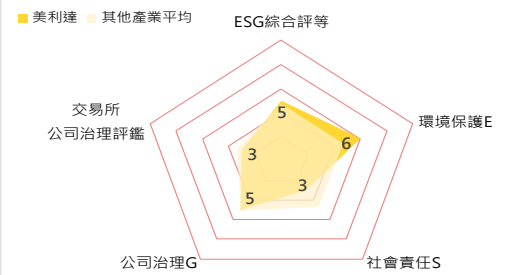 美利達 其他產業平均
ESG綜合評等
5
交易所
公司治理評鑑
環境保護E
6
3
3
5
公司治理G
社會責任S